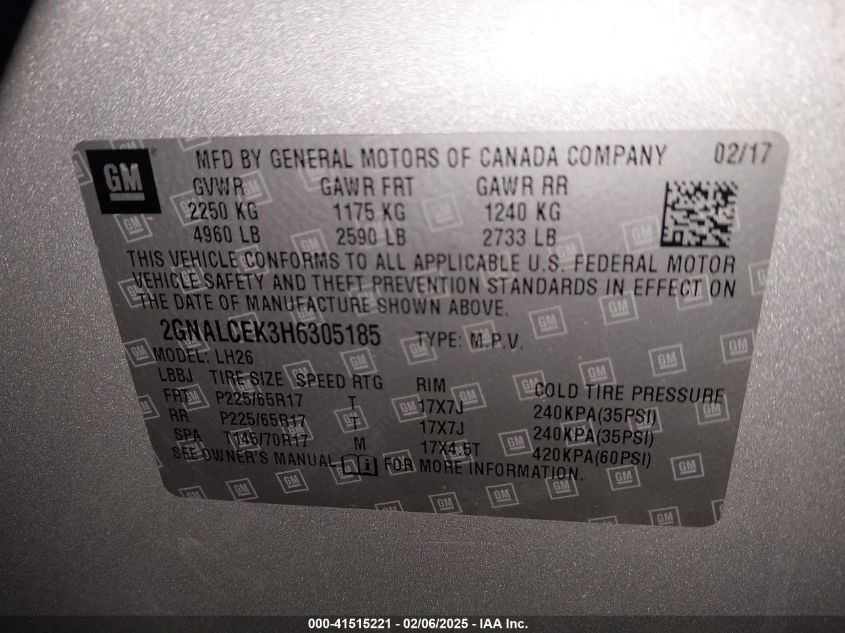 GM MFD BY GENERAL MOTORS OF CANADA COMPANY 02/17
GVWR GAWR FRT GAWR RR
2250 KG 1175 KG 1240 KG
4960 LB 2590 LB 2733 LB
THIS VEHICLE CONFORMS TO ALL APPLICABLE U.S. FEDERAL MOTOR
VEHICLE SAFETY AND THEFT PREVENTION STANDARDS IN EFFECT ON
THE DATE OF MANUFACTURE SHOWN ABOVE.
2GNALCEK3H6305185 TYPE: M.P.V.
MODEL: LH26
LBBJ TIRE SIZE SPEED RTG RIM COLD TIRE PRESSURE
FRT P225/65R17 T 17X7J 240KPA(35PSI)
RR P225/65R17 T 17X7J 240KPA(35PSI)
SPA T145/70R17 M 17X4.5T 420KPA(60PSI)
SEE OWNER'S MANUAL FOR MORE INFORMATION.
000-41515221 - 02/06/2025 - IAA Inc.